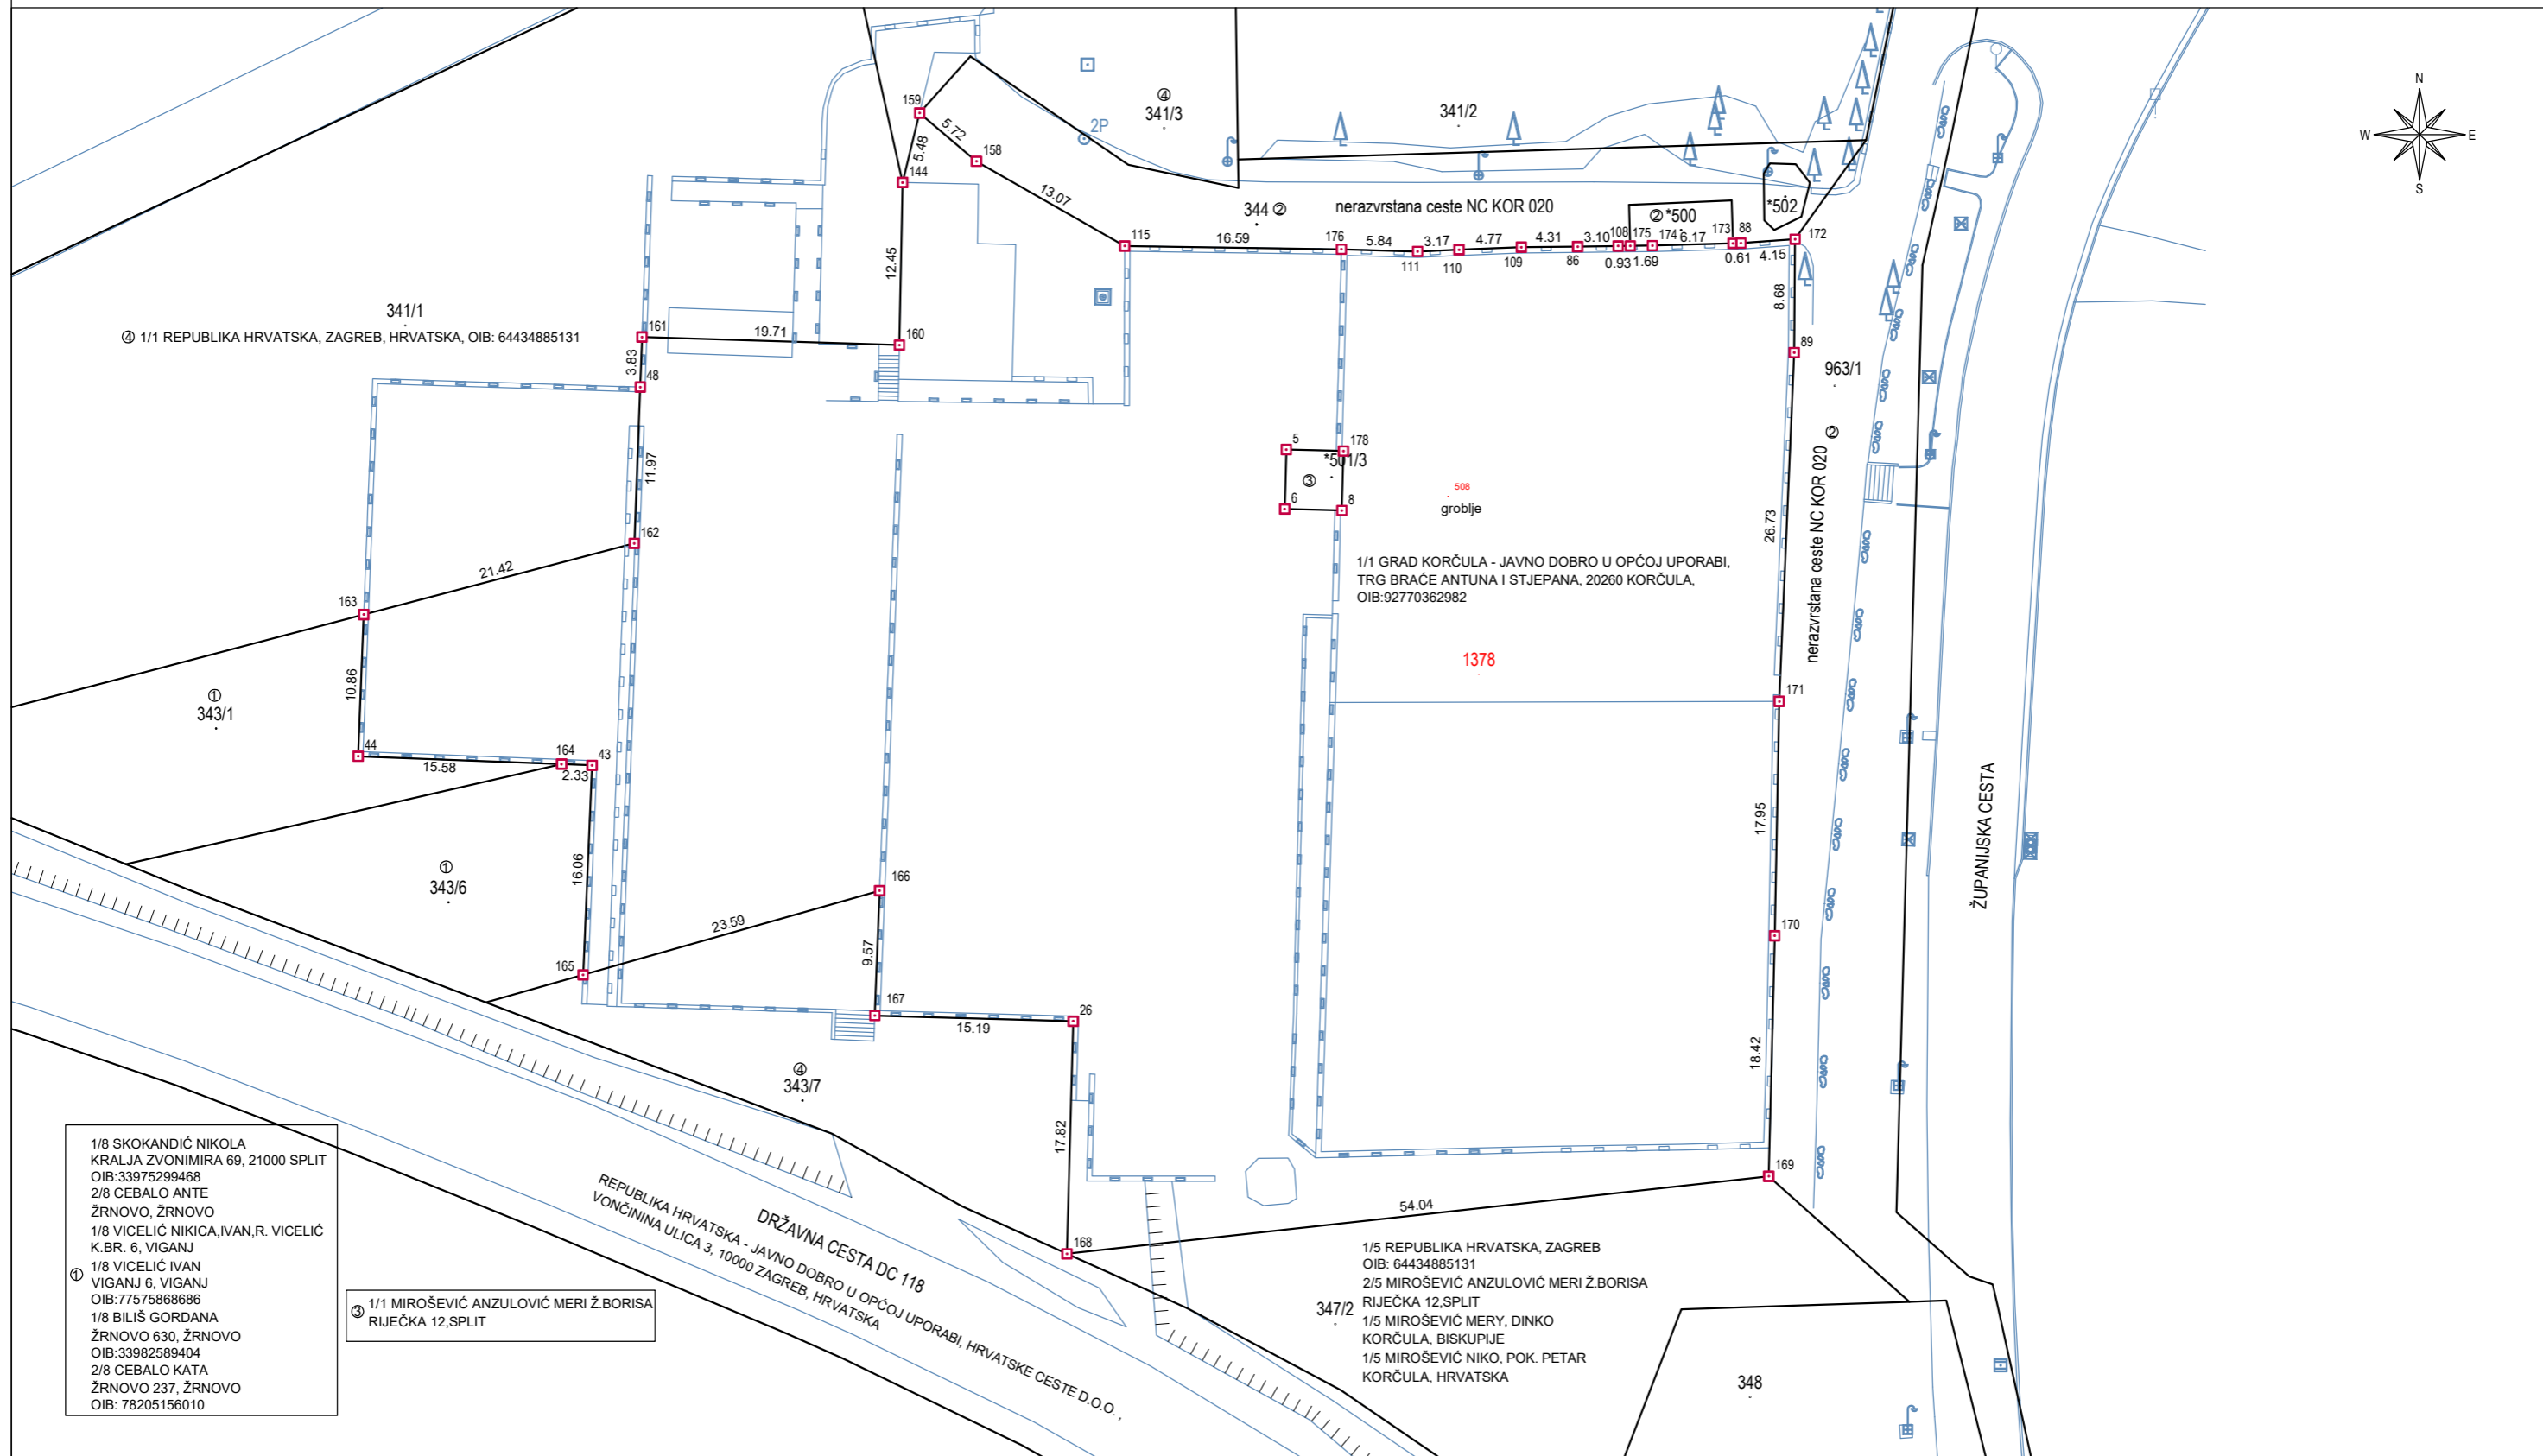 159
5.72
158
5.48
144
13.07
12.45
2P
④
341/3
341/2
N
W
E
S
344 ②
nerazvrstana ceste NC KOR 020
② *500
*502
115
16.59
176
5.84
111
3.17
110
4.77
109
4.31
86
3.10
108
0.93
175
1.69
174
6.17
173
88
0.61
4.15
172
8.68
89
963/1
341/1
④ 1/1 REPUBLIKA HRVATSKA, ZAGREB, HRVATSKA, OIB: 64434885131
161
19.71
160
3.83
48
11.97
162
21.42
163
10.86
①
343/1
44
15.58
164
2.33
43
16.06
①
343/6
165
23.59
166
9.57
167
15.19
26
17.82
④
343/7
168
54.04
169
18.42
170
17.95
171
26.73
nerazvrstana ceste NC KOR 020 ②
5
178
*501/3
③
6
8
508
groblje
1/1 GRAD KORČULA - JAVNO DOBRO U OPĆOJ UPORABI,
TRG BRAĆE ANTUNA I STJEPANA, 20260 KORČULA,
OIB:92770362982
1378
ŽUPANIJSKA CESTA
DRŽAVNA CESTA DC 118
REPUBLIKA HRVATSKA - JAVNO DOBRO U OPĆOJ UPORABI, HRVATSKE CESTE D.O.O. ,
VONČININA ULICA 3, 10000 ZAGREB, HRVATSKA
1/8 SKOKANDIĆ NIKOLA
KRALJA ZVONIMIRA 69, 21000 SPLIT
OIB:33975299468
2/8 CEBALO ANTE
ŽRNOVO, ŽRNOVO
1/8 VICELIĆ NIKICA,IVAN,R. VICELIĆ
K.BR. 6, VIGANJ
①
1/8 VICELIĆ IVAN
VIGANJ 6, VIGANJ
OIB:77575868686
1/8 BILIŠ GORDANA
ŽRNOVO 630, ŽRNOVO
OIB:33982589404
2/8 CEBALO KATA
ŽRNOVO 237, ŽRNOVO
OIB: 78205156010
③ 1/1 MIROŠEVIĆ ANZULOVIĆ MERI Ž.BORISA
RIJEČKA 12,SPLIT
347/2
1/5 REPUBLIKA HRVATSKA, ZAGREB
OIB: 64434885131
2/5 MIROŠEVIĆ ANZULOVIĆ MERI Ž.BORISA
RIJEČKA 12,SPLIT
1/5 MIROŠEVIĆ MERY, DINKO
KORČULA, BISKUPIJE
1/5 MIROŠEVIĆ NIKO, POK. PETAR
KORČULA, HRVATSKA
348